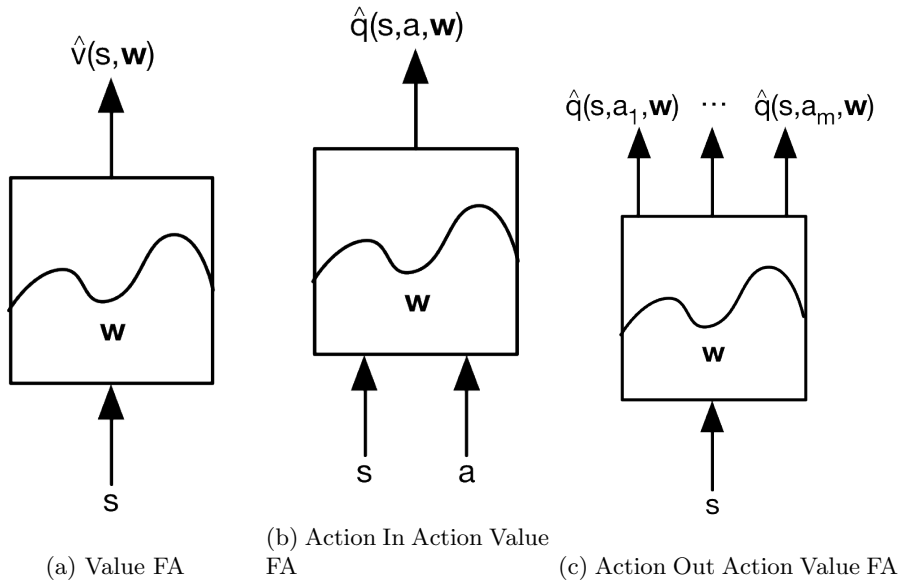 v̂(s,w)
w
s
(a) Value FA
q̂(s,a,w)
w
s a
(b) Action In Action Value
FA
q̂(s,a₁,w) ··· q̂(s,aₘ,w)
w
s
(c) Action Out Action Value FA